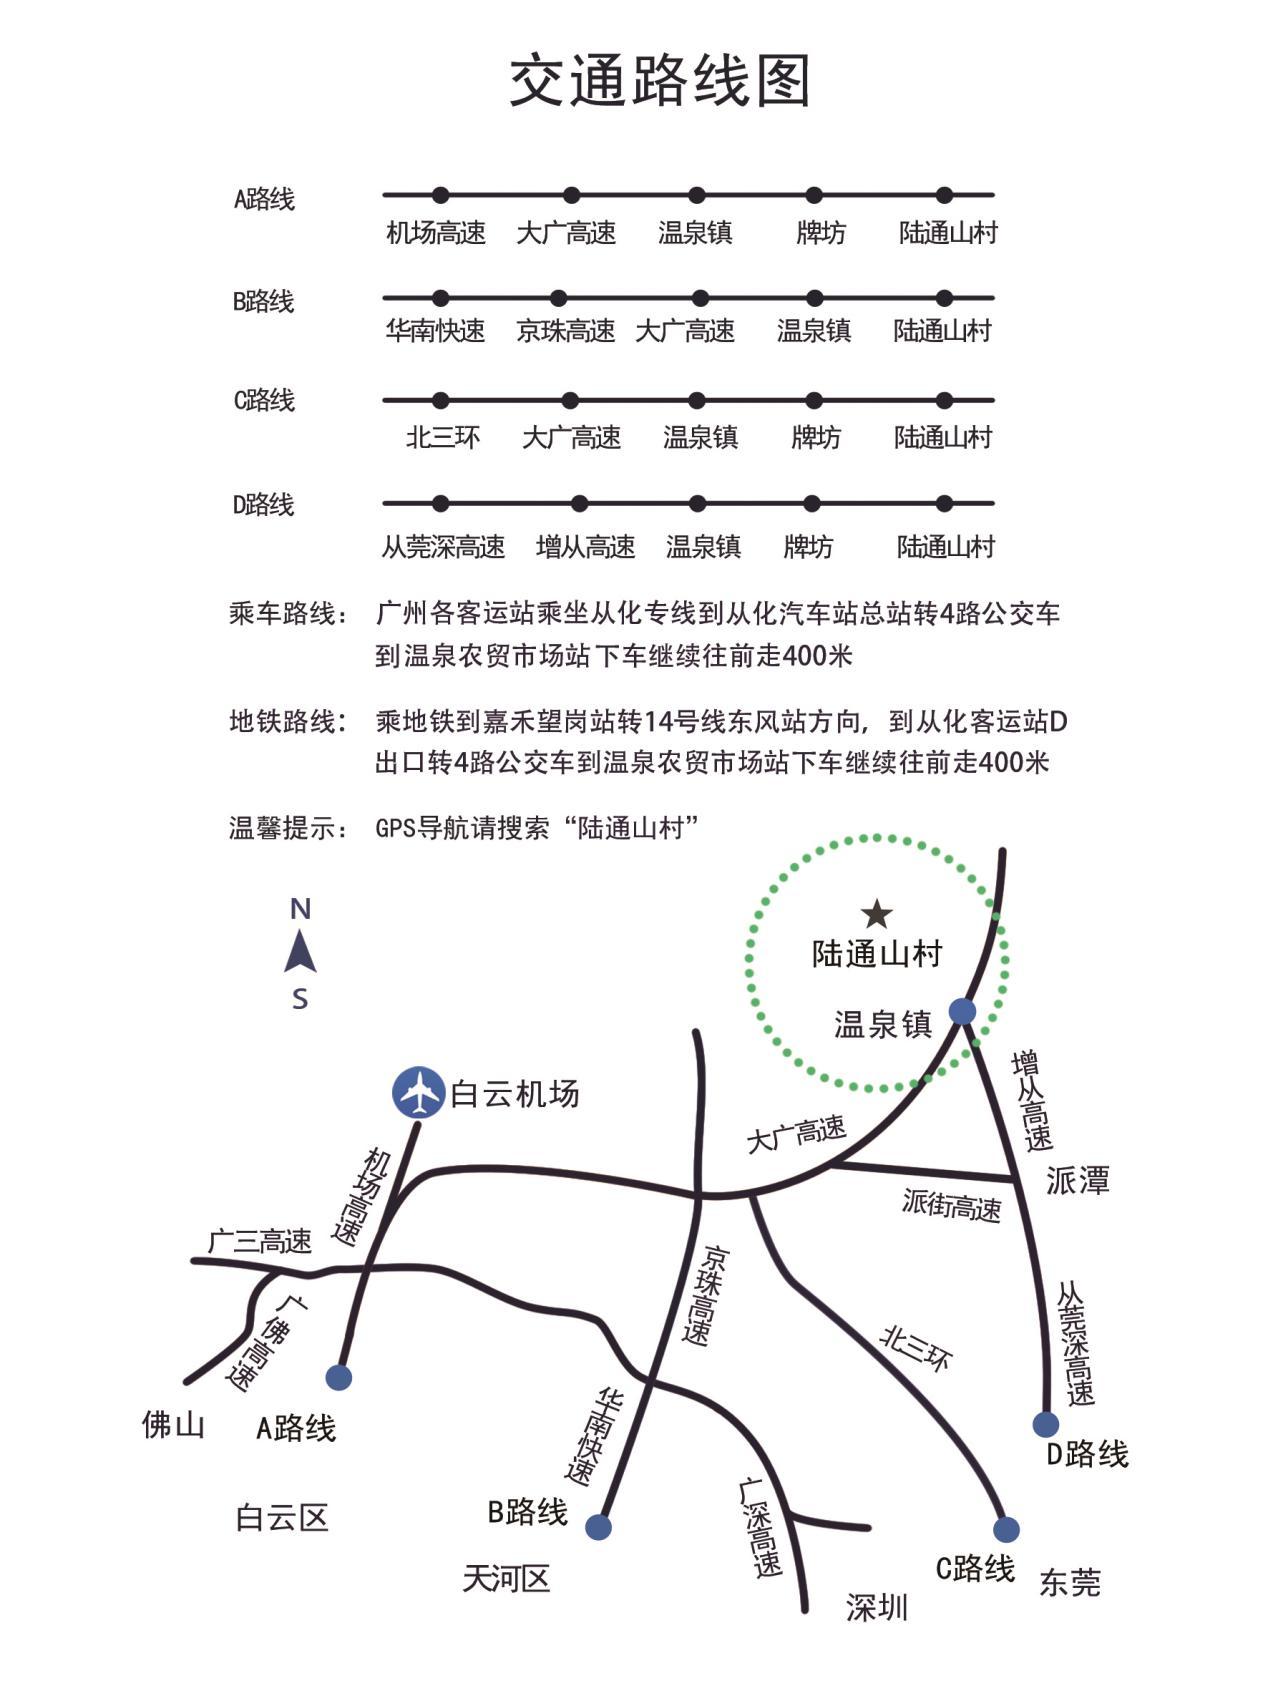 交通路线图
A路线
机场高速 大广高速 温泉镇 牌坊 陆通山村
B路线
华南快速 京珠高速 大广高速 温泉镇 陆通山村
C路线
北三环 大广高速 温泉镇 牌坊 陆通山村
D路线
从莞深高速 增从高速 温泉镇 牌坊 陆通山村
乘车路线： 广州各客运站乘坐从化专线到从化汽车站总站转4路公交车
到温泉农贸市场站下车继续往前走400米
地铁路线： 乘地铁到嘉禾望岗站转14号线东风站方向，到从化客运站D
出口转4路公交车到温泉农贸市场站下车继续往前走400米
温馨提示： GPS导航请搜索“陆通山村”
N
S
陆通山村
温泉镇
白云机场
增从高速
大广高速
机场高速
派潭
派街高速
广三高速
京珠高速
广佛高速
从莞深高速
北三环
华南快速
佛山
A路线
D路线
广深高速
B路线
白云区
天河区
C路线
东莞
深圳